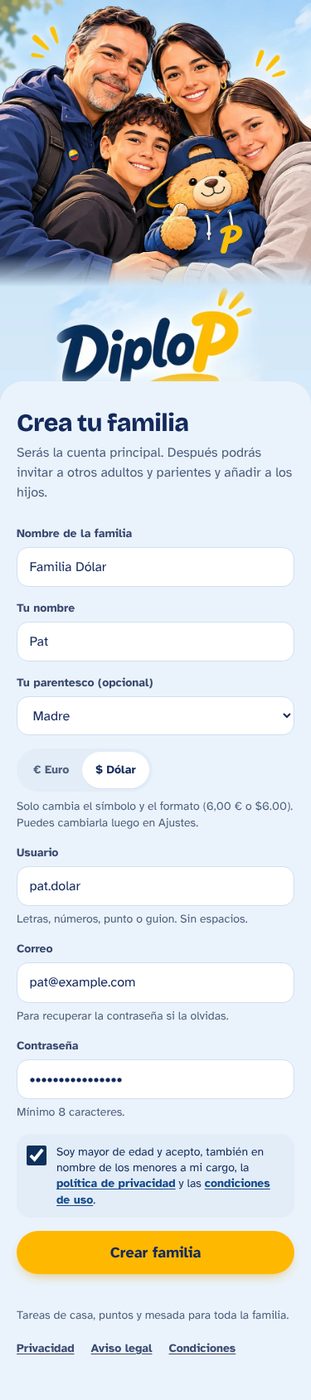 P
DiploP
Crea tu familia
Serás la cuenta principal. Después podrás
invitar a otros adultos y parientes y añadir a los
hijos.
Nombre de la familia
Familia Dólar
Tu nombre
Pat
Tu parentesco (opcional)
Madre
€ Euro $ Dólar
Solo cambia el símbolo y el formato (6,00 € o $6.00).
Puedes cambiarla luego en Ajustes.
Usuario
pat.dolar
Letras, números, punto o guion. Sin espacios.
Correo
pat@example.com
Para recuperar la contraseña si la olvidas.
Contraseña
••••••••••••••••
Mínimo 8 caracteres.
Soy mayor de edad y acepto, también en
nombre de los menores a mi cargo, la
política de privacidad y las condiciones
de uso.
Crear familia
Tareas de casa, puntos y mesada para toda la familia.
Privacidad Aviso legal Condiciones